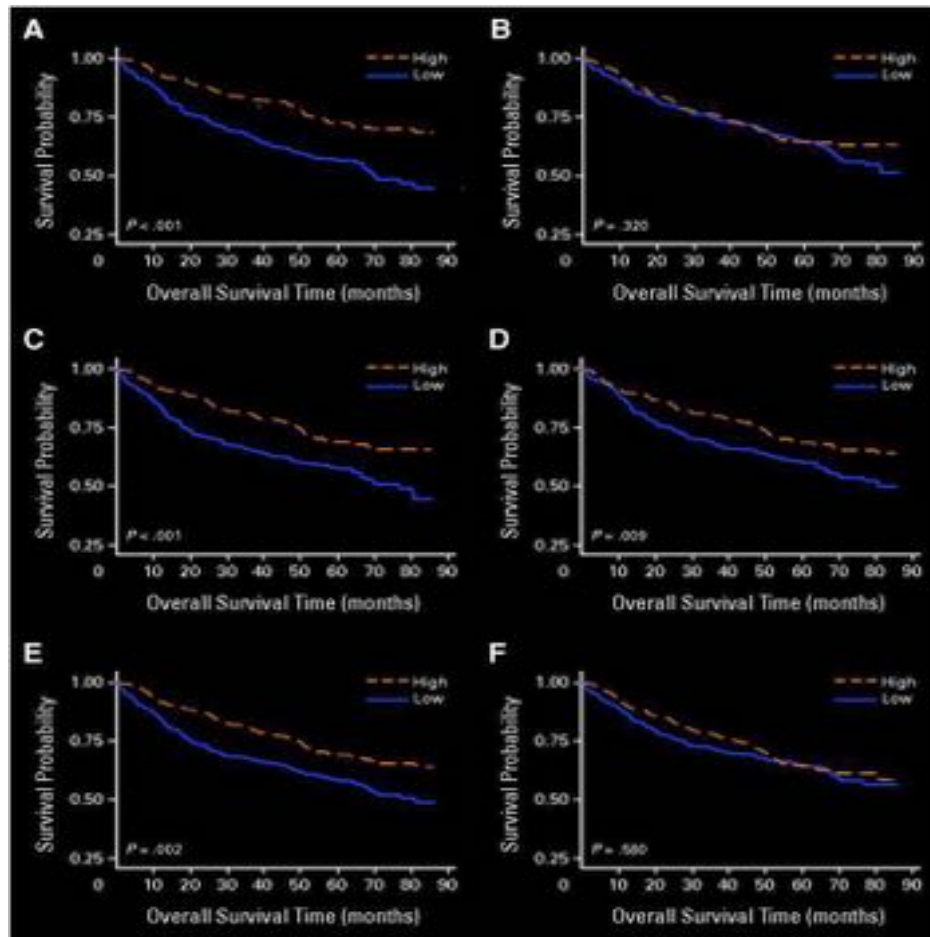 A
1.00
0.75
0.50
0.25
Survival Probability
High
Low
P < .001
0 10 20 30 40 50 60 70 80 90
Overall Survival Time (months)
B
1.00
0.75
0.50
0.25
Survival Probability
High
Low
P = .320
0 10 20 30 40 50 60 70 80 90
Overall Survival Time (months)
C
1.00
0.75
0.50
0.25
Survival Probability
High
Low
P < .001
0 10 20 30 40 50 60 70 80 90
Overall Survival Time (months)
D
1.00
0.75
0.50
0.25
Survival Probability
High
Low
P = .009
0 10 20 30 40 50 60 70 80 90
Overall Survival Time (months)
E
1.00
0.75
0.50
0.25
Survival Probability
High
Low
P = .002
0 10 20 30 40 50 60 70 80 90
Overall Survival Time (months)
F
1.00
0.75
0.50
0.25
Survival Probability
High
Low
P = .580
0 10 20 30 40 50 60 70 80 90
Overall Survival Time (months)